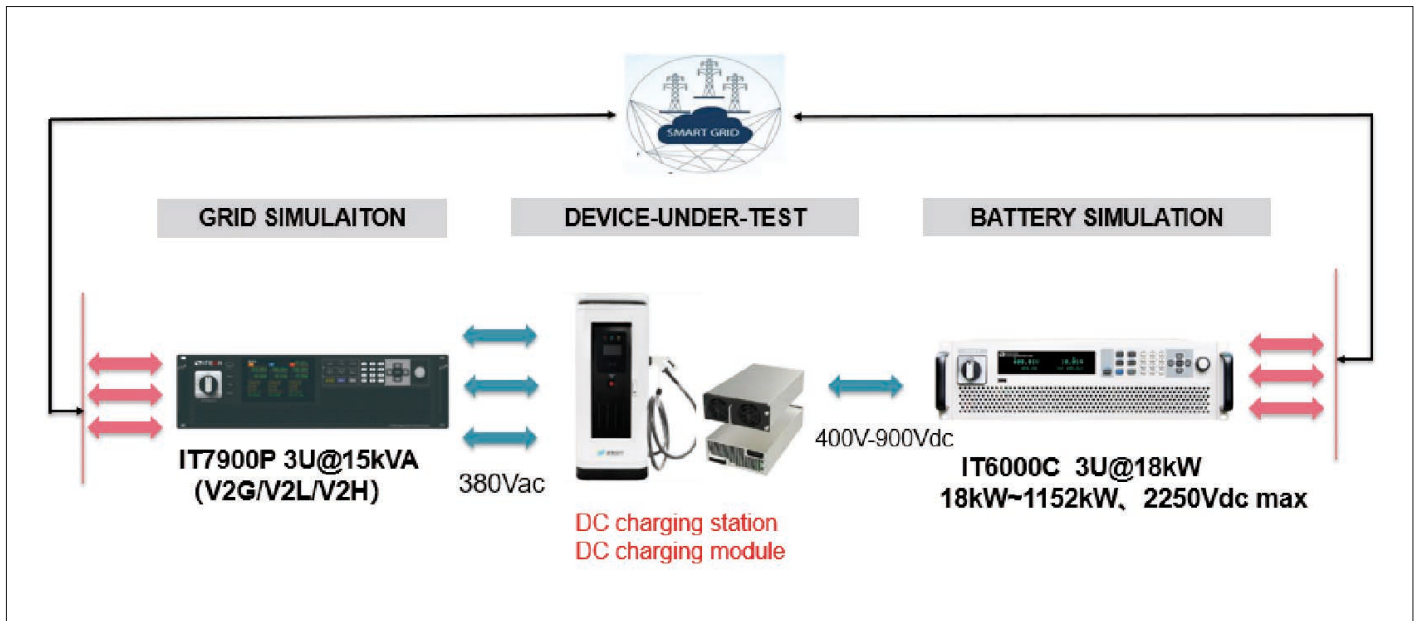 SMART GRID
GRID SIMULAITON
DEVICE-UNDER-TEST
BATTERY SIMULATION
IT7900P 3U@15kVA
(V2G/V2L/V2H)
380Vac
DC charging station
DC charging module
400V-900Vdc
IT6000C 3U@18kW
18kW~1152kW、2250Vdc max